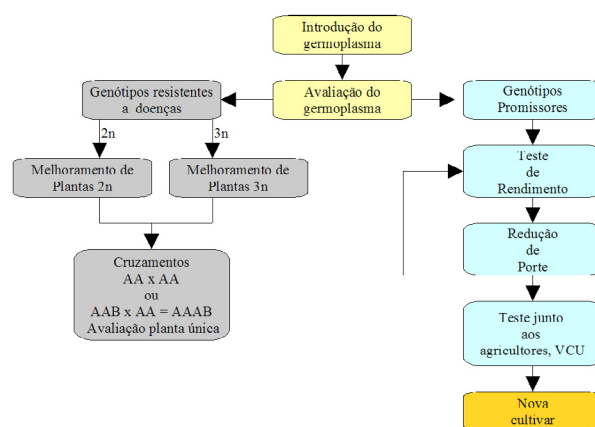 Introdução do
germoplasma
Avaliação do
germoplasma
Genótipos resistentes
a doenças
2n
3n
Melhoramento de
Plantas 2n
Melhoramento de
Plantas 3n
Cruzamentos
AA x AA
ou
AAB x AA = AAAB
Avaliação planta única
Genótipos
Promissores
Teste
de
Rendimento
Redução
de
Porte
Teste junto
aos
agricultores, VCU
Nova
cultivar